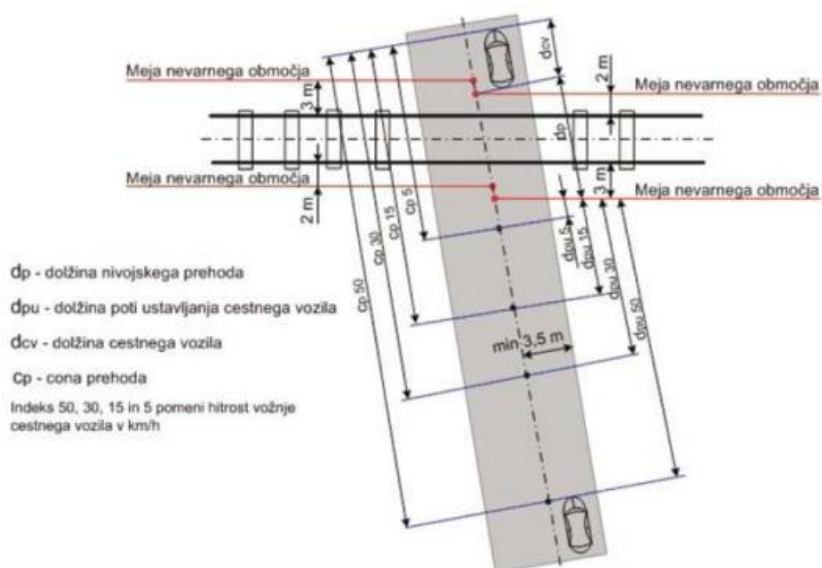 dcv
Meja nevarnega območja
2 m
Meja nevarnega območja
3 m
dp
Meja nevarnega območja
Meja nevarnega območja
2 m
3 m
cp 5
cp 15
cp 30
cp 50
dpu 5
dpu 15
dpu 30
dpu 50
min 3,5 m
dp - dolžina nivojskega prehoda
dpu - dolžina poti ustavljanja cestnega vozila
dcv - dolžina cestnega vozila
cp - cona prehoda
Indeks 50, 30, 15 in 5 pomeni hitrost vožnje
cestnega vozila v km/h